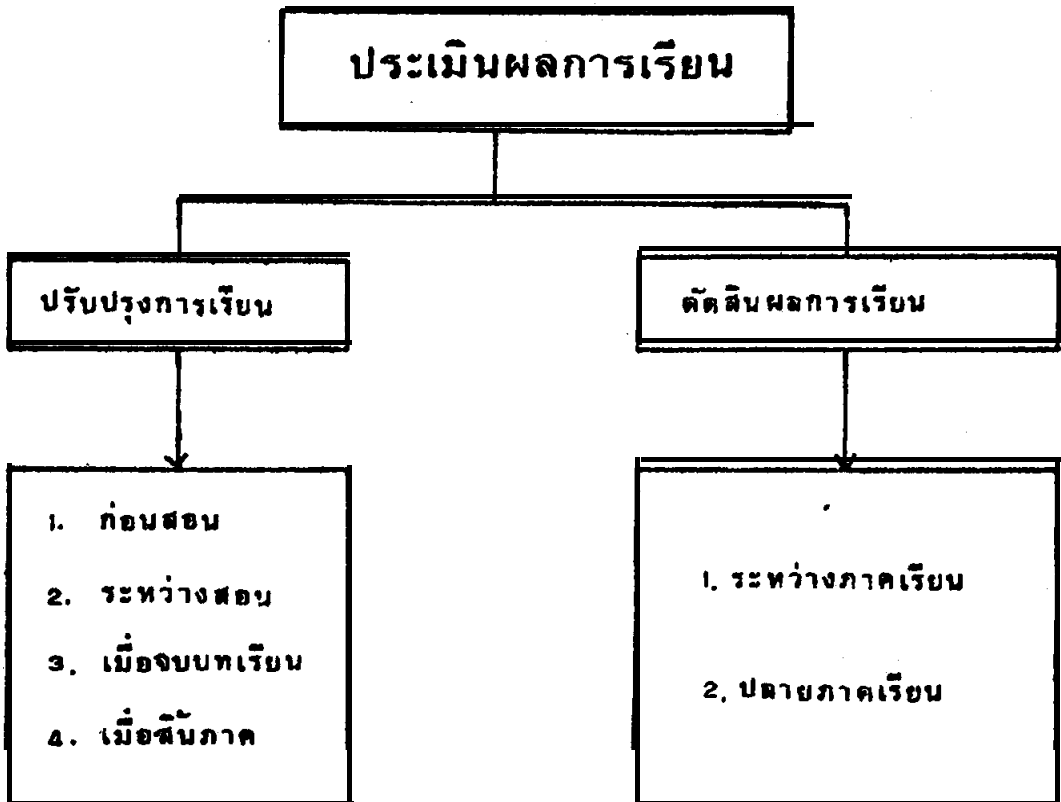 ประเมินผลการเรียน
ปรับปรุงการเรียน
ตัดสินผลการเรียน
1. ก่อนสอน
2. ระหว่างสอน
3. เมื่อจบบทเรียน
4. เมื่อสิ้นภาค
1. ระหว่างภาคเรียน
2. ปลายภาคเรียน